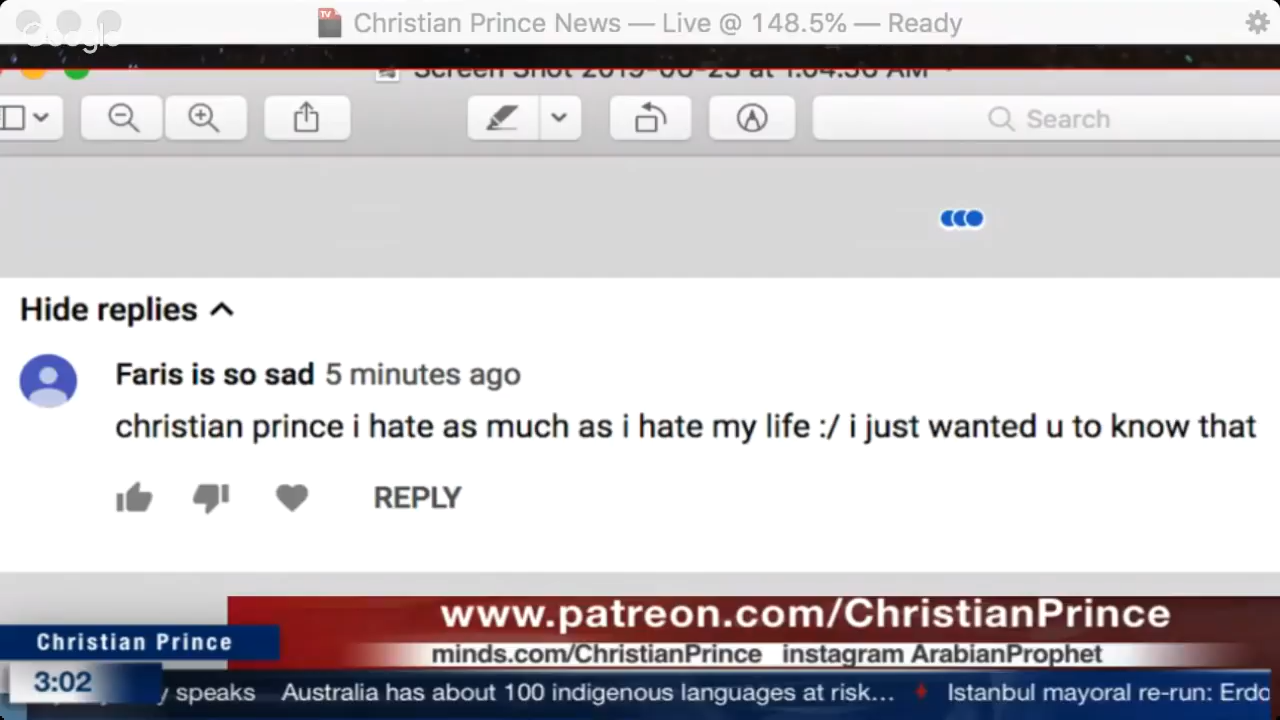 TV
Christian Prince News — Live @ 148.5% — Ready
Google
Screen Shot 2019-06-23 at 1:04:56 AM
Search
Hide replies
Faris is so sad 5 minutes ago
christian prince i hate as much as i hate my life :/ i just wanted u to know that
REPLY
www.patreon.com/ChristianPrince
Christian Prince
minds.com/ChristianPrince instagram ArabianProphet
3:02
y speaks Australia has about 100 indigenous languages at risk... Istanbul mayoral re-run: Erdo